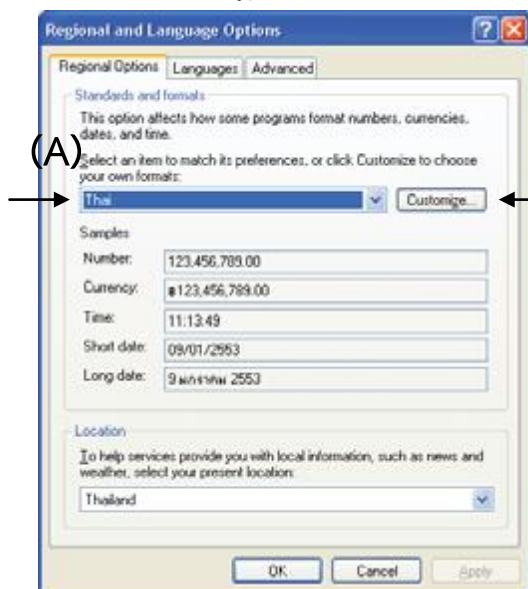 Regional and Language Options
Regional Options Languages Advanced
Standards and formats
This option affects how some programs format numbers, currencies,
dates, and time.
(A)
Select an item to match its preferences, or click Customize to choose
your own formats:
Thai Customize...
Samples
Number: 123,456,789.00
Currency: ฿123,456,789.00
Time: 11:13:49
Short date: 09/01/2553
Long date: 9 มกราคม 2553
Location
To help services provide you with local information, such as news and
weather, select your present location:
Thailand
OK Cancel Apply